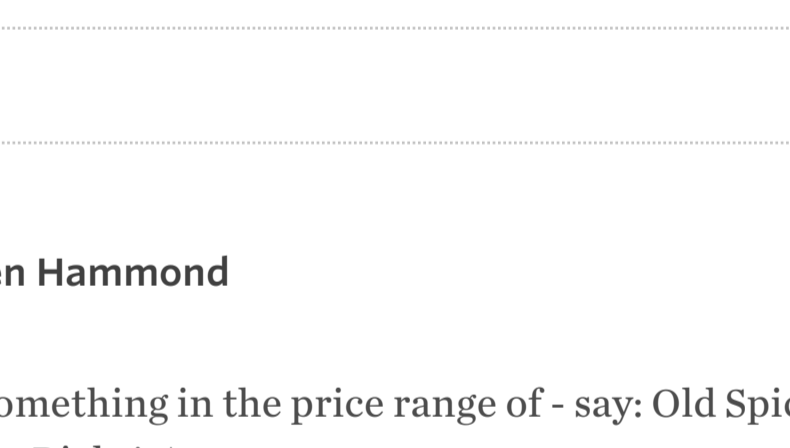 en Hammond
omething in the price range of - say: Old Spic